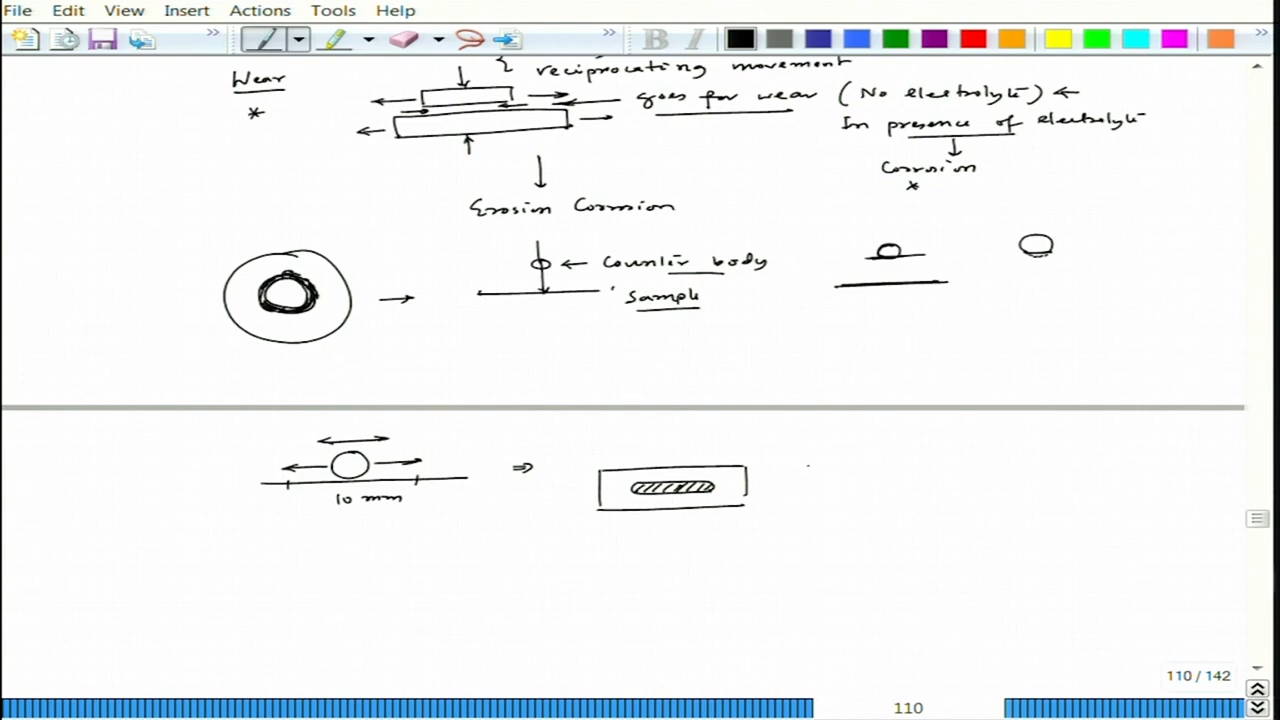 File Edit View Insert Actions Tools Help
B I
Wear
*
& reciprocating movement
goes for wear (No electrolyte) ←
In presence of electrolyte
↓
Corrosion
*
↓
Erosion Corrosion
← Counter body
Sample
10 mm
⇒
110 / 142
110